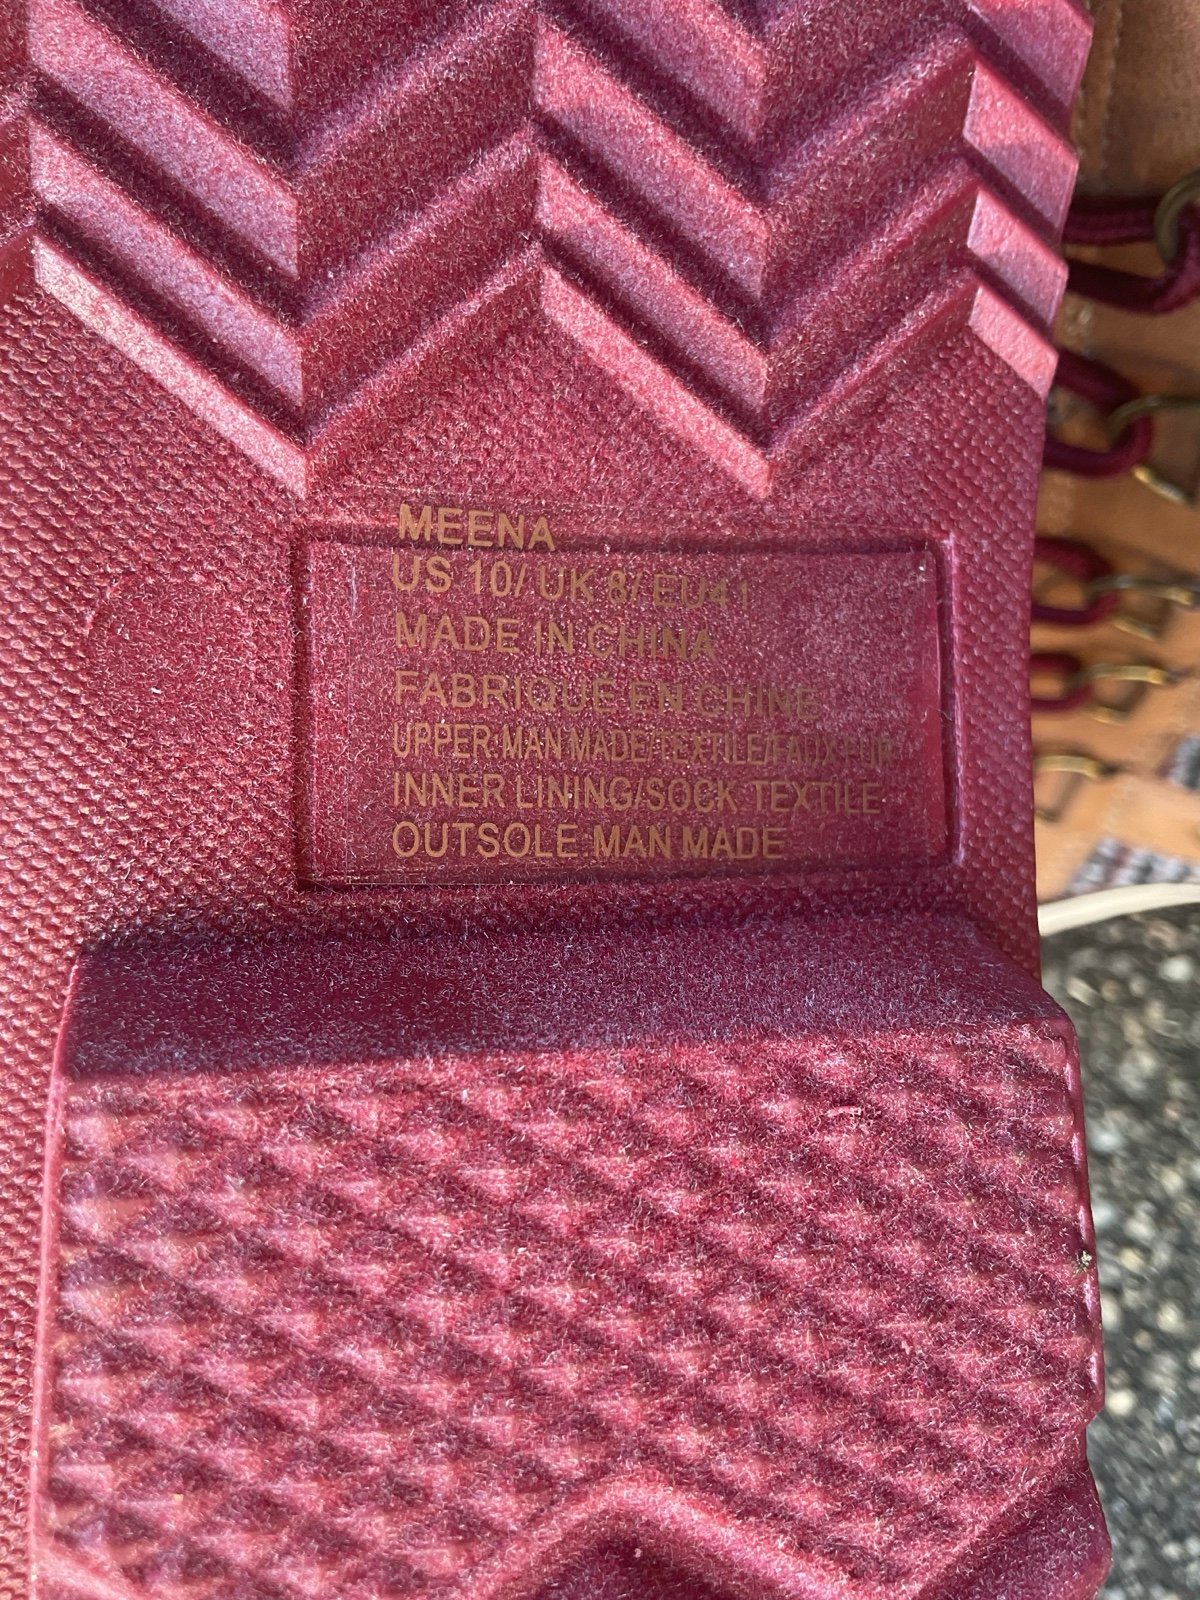 MEENA
US 10/ UK 8/ EU41
MADE IN CHINA
FABRIQUE EN CHINE
UPPER:MAN MADE/TEXTILE/FAUX FUR
INNER LINING/SOCK TEXTILE
OUTSOLE:MAN MADE